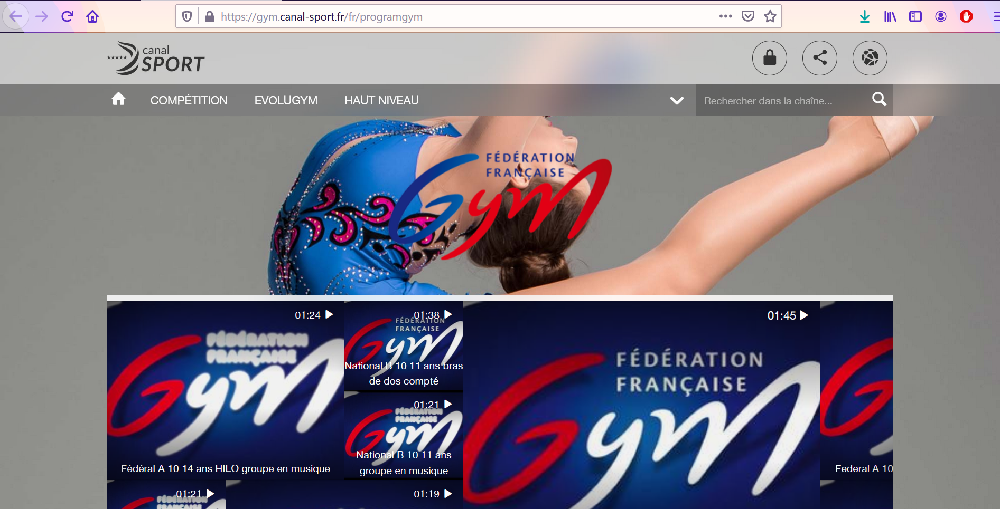 https://gym.canal-sport.fr/fr/programgym
canal
SPORT
COMPÉTITION EVOLUGYM HAUT NIVEAU Rechercher dans la chaîne...
FÉDÉRATION
FRANÇAISE
Gym
01:24
FÉDÉRATION
FRANÇAISE
Gym
Fédéral A 10 14 ans HILO groupe en musique
01:38
FÉDÉRATION
FRANÇAISE
Gym
National B 10 11 ans bras
de dos compté
01:21
FÉDÉRATION
FRANÇAISE
Gym
National B 10 11 ans
groupe en musique
01:45
FÉDÉRATION
FRANÇAISE
Gym
Federal A 10
01:21
FÉDÉRATION
FRANÇAISE
01:19